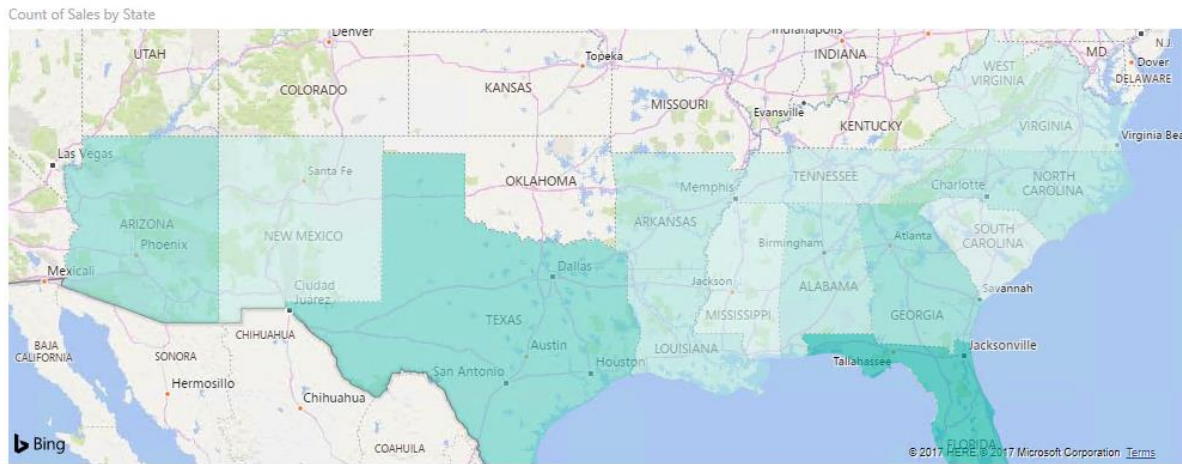 Count of Sales by State
Denver
Indianapolis
N.J.
UTAH
Topeka
INDIANA
MD.
Dover
WEST
VIRGINIA
DELAWARE
COLORADO
KANSAS
MISSOURI
Evansville
KENTUCKY
VIRGINIA
Virginia Bea
Las Vegas
Santa Fe
OKLAHOMA
Memphis
TENNESSEE
Charlotte
NORTH
CAROLINA
ARIZONA
Phoenix
NEW MEXICO
ARKANSAS
Birmingham
Atlanta
SOUTH
CAROLINA
Mexicali
Ciudad
Juárez
Dallas
Jackson
ALABAMA
Savannah
MISSISSIPPI
GEORGIA
CHIHUAHUA
TEXAS
BAJA
CALIFORNIA
SONORA
Austin
LOUISIANA
Jacksonville
Houston
Tallahassee
Hermosillo
San Antonio
Chihuahua
COAHUILA
FLORIDA
Bing
© 2017 HERE © 2017 Microsoft Corporation Terms